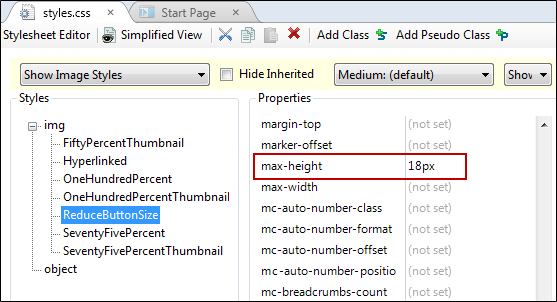 styles.css
Start Page
Stylesheet Editor
Simplified View
Add Class
Add Pseudo Class
Show Image Styles
Hide Inherited
Medium: (default)
Show
Styles
img
FiftyPercentThumbnail
Hyperlinked
OneHundredPercent
OneHundredPercentThumbnail
ReduceButtonSize
SeventyFivePercent
SeventyFivePercentThumbnail
object
Properties
margin-top (not set)
marker-offset (not set)
max-height 18px
max-width (not set)
mc-auto-number-class (not set)
mc-auto-number-format (not set)
mc-auto-number-offset (not set)
mc-auto-number-positio (not set)
mc-breadcrumbs-count (not set)